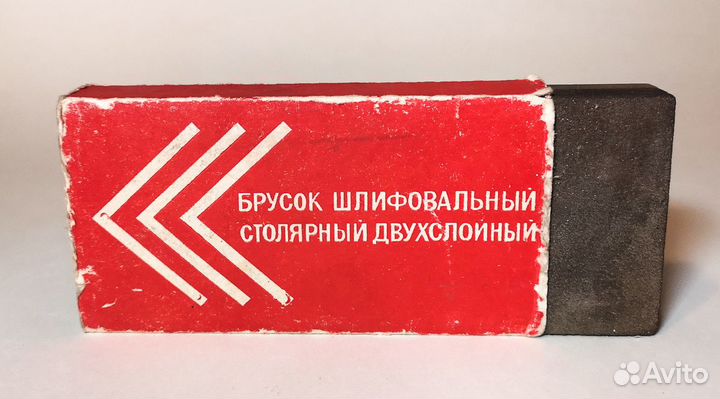 БРУСОК ШЛИФОВАЛЬНЫЙ
СТОЛЯРНЫЙ ДВУХСЛОЙНЫЙ
Avito